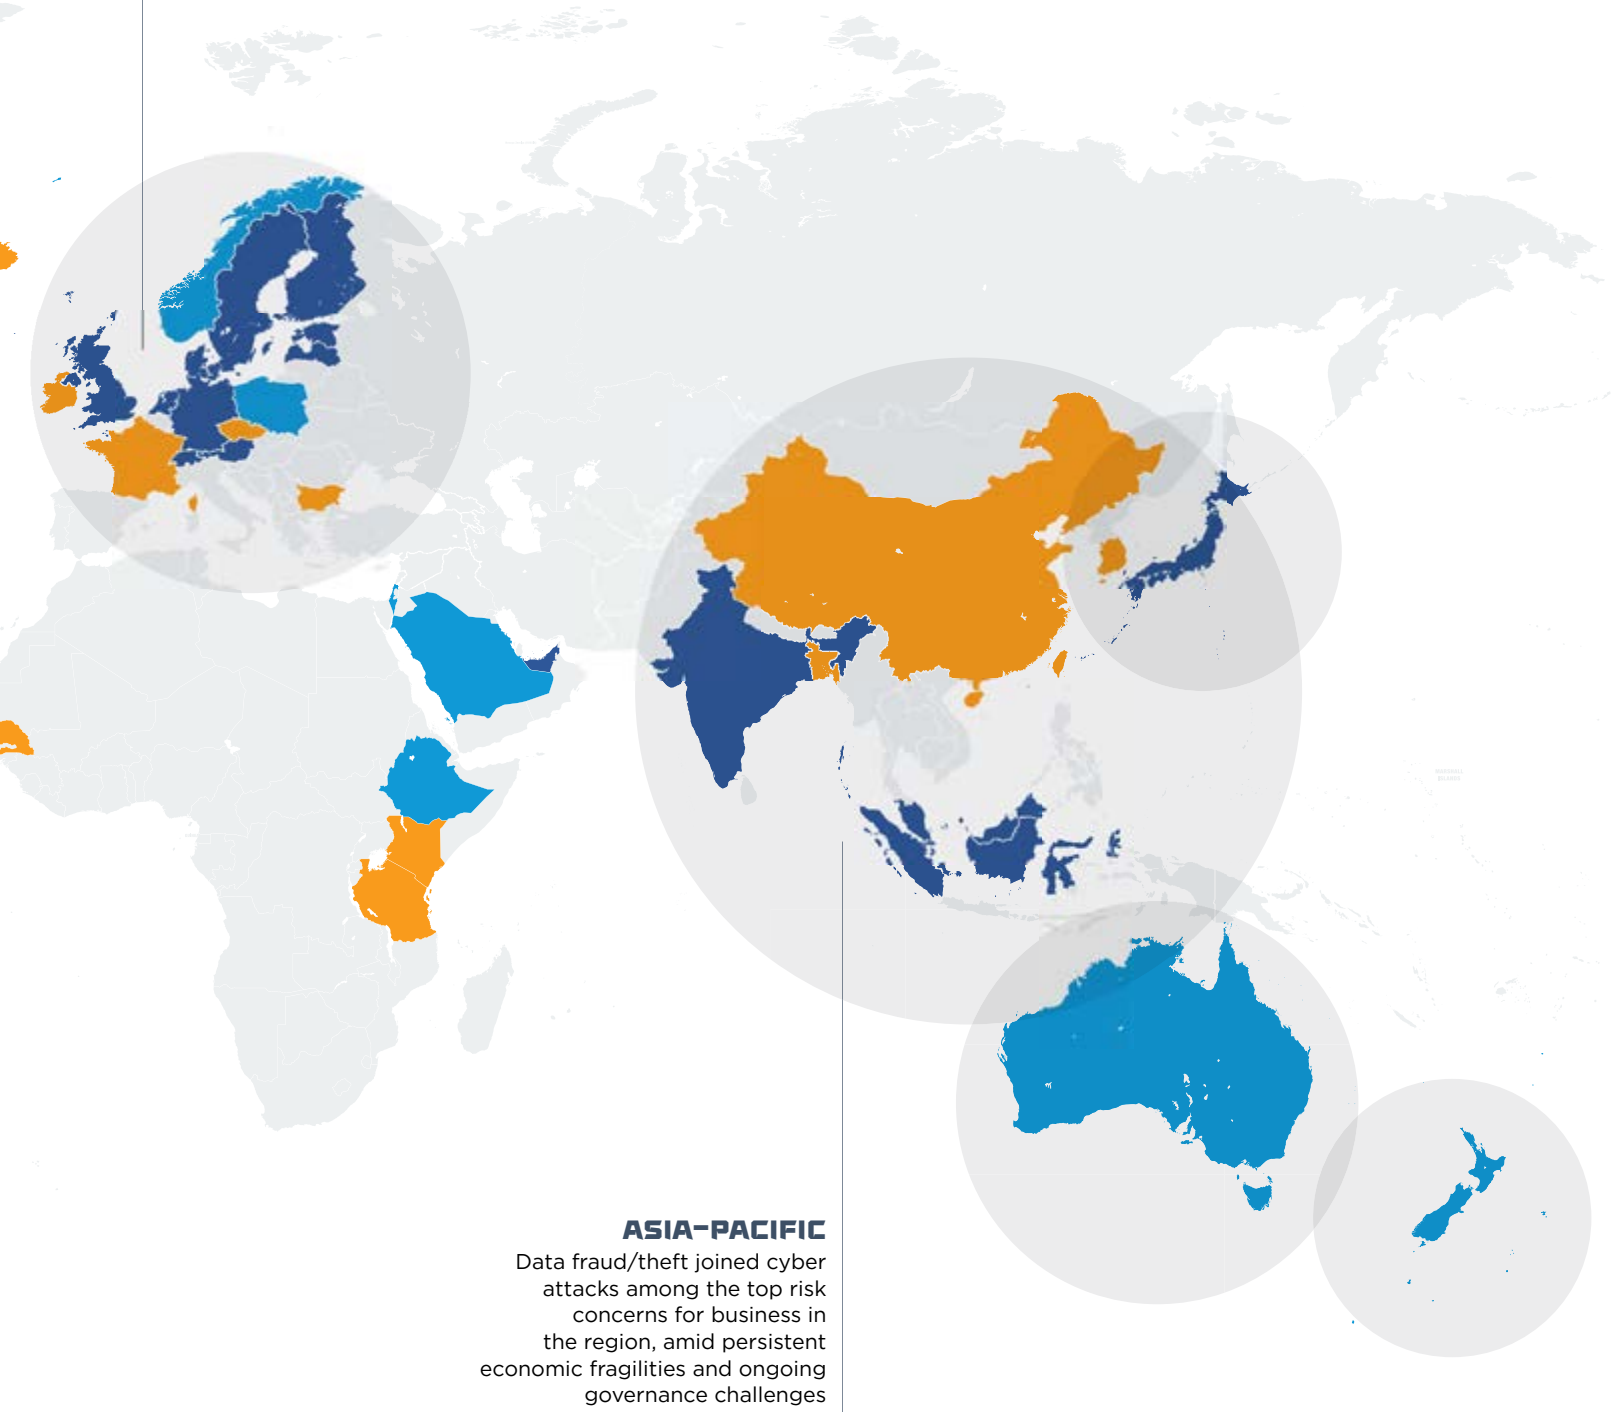 ASIA-PACIFIC
Data fraud/theft joined cyber
attacks among the top risk
concerns for business in
the region, amid persistent
economic fragilities and ongoing
governance challenges